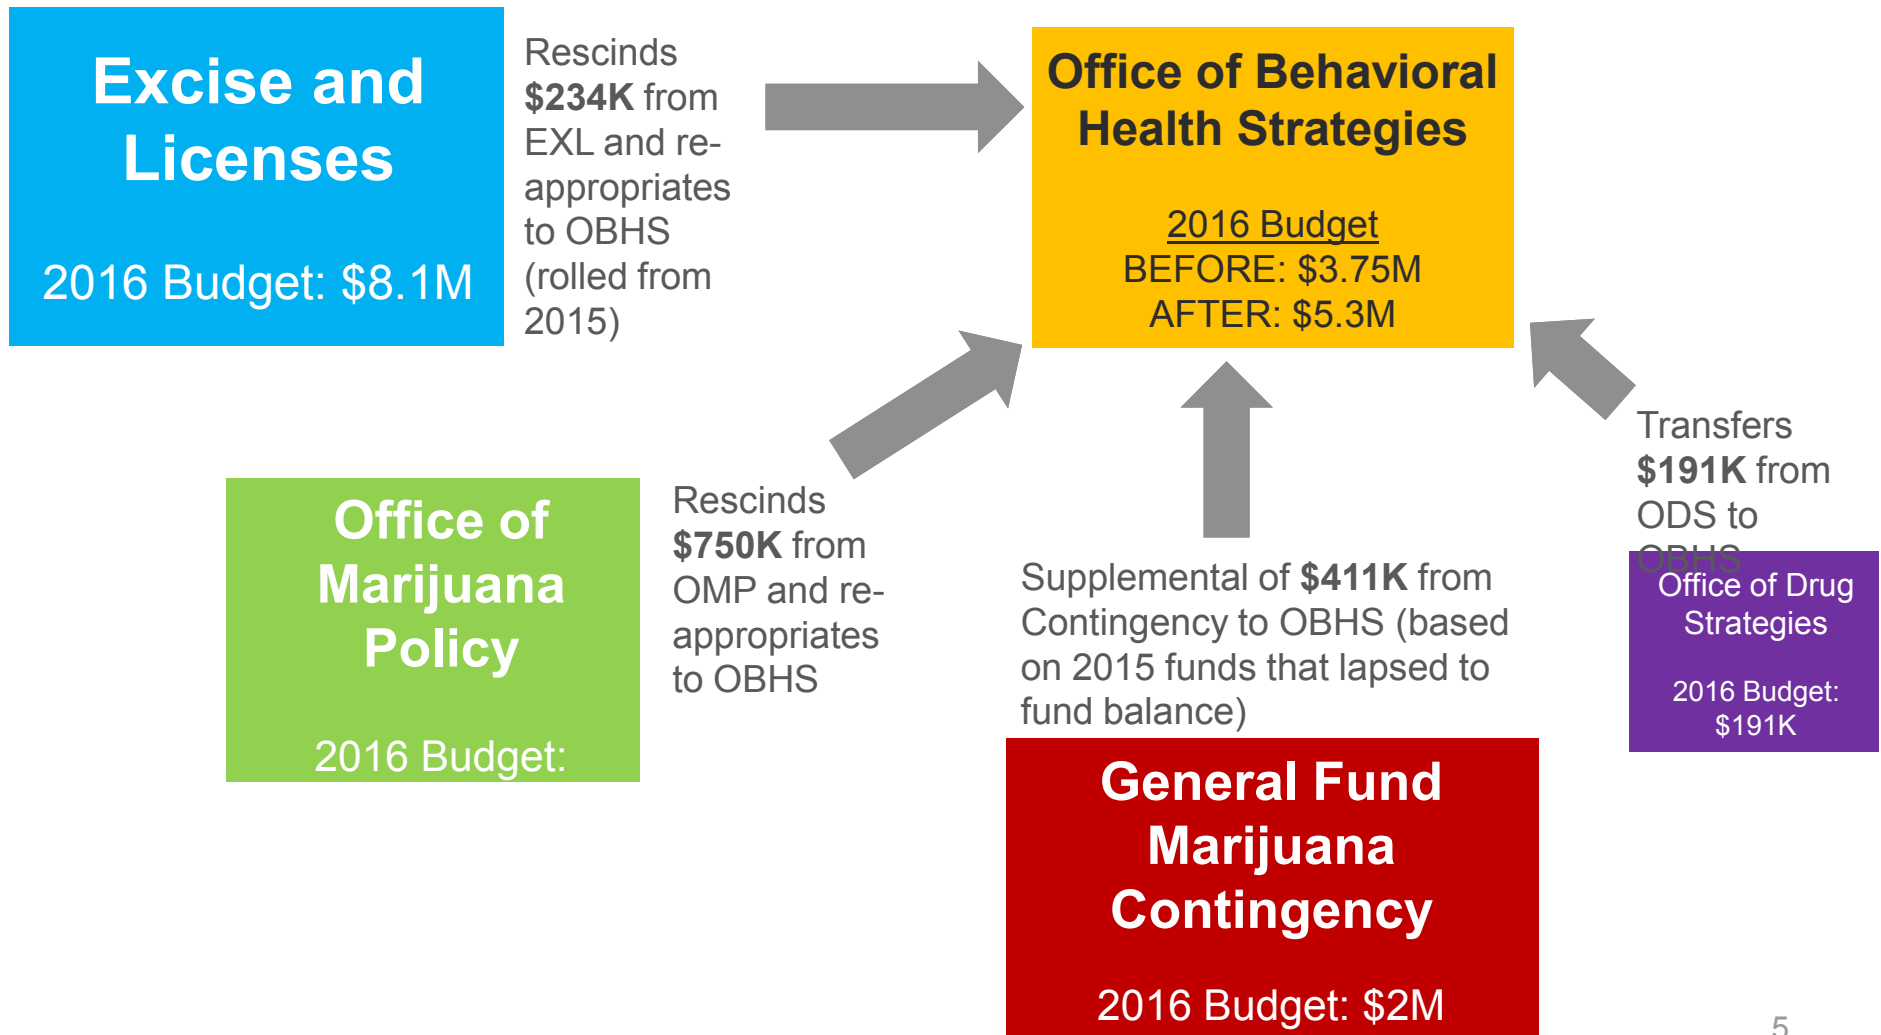 Excise and
Licenses
2016 Budget: $8.1M
Rescinds
$234K from
EXL and re-
appropriates
to OBHS
(rolled from
2015)
Office of Behavioral
Health Strategies
2016 Budget
BEFORE: $3.75M
AFTER: $5.3M
Office of
Marijuana
Policy
2016 Budget:
Rescinds
$750K from
OMP and re-
appropriates
to OBHS
Supplemental of $411K from
Contingency to OBHS (based
on 2015 funds that lapsed to
fund balance)
General Fund
Marijuana
Contingency
2016 Budget: $2M
Transfers
$191K from
ODS to
OBHS
Office of Drug
Strategies
2016 Budget:
$191K
5